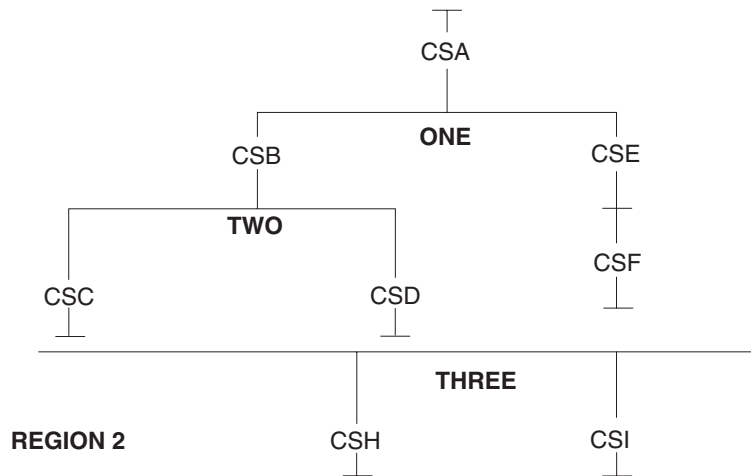 CSA
ONE
CSB
CSE
TWO
CSF
CSC
CSD
THREE
REGION 2
CSH
CSI